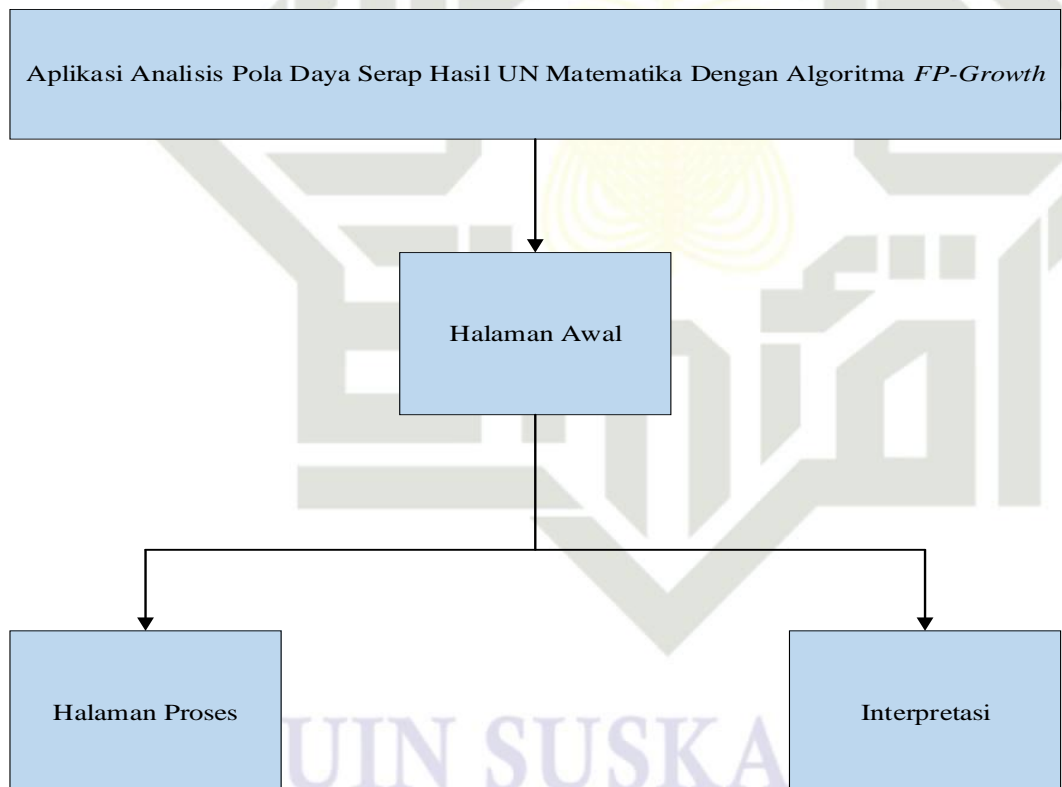 Aplikasi Analisis Pola Daya Serap Hasil UN Matematika Dengan Algoritma FP-Growth
Halaman Awal
Halaman Proses
Interpretasi
UIN SUSKA